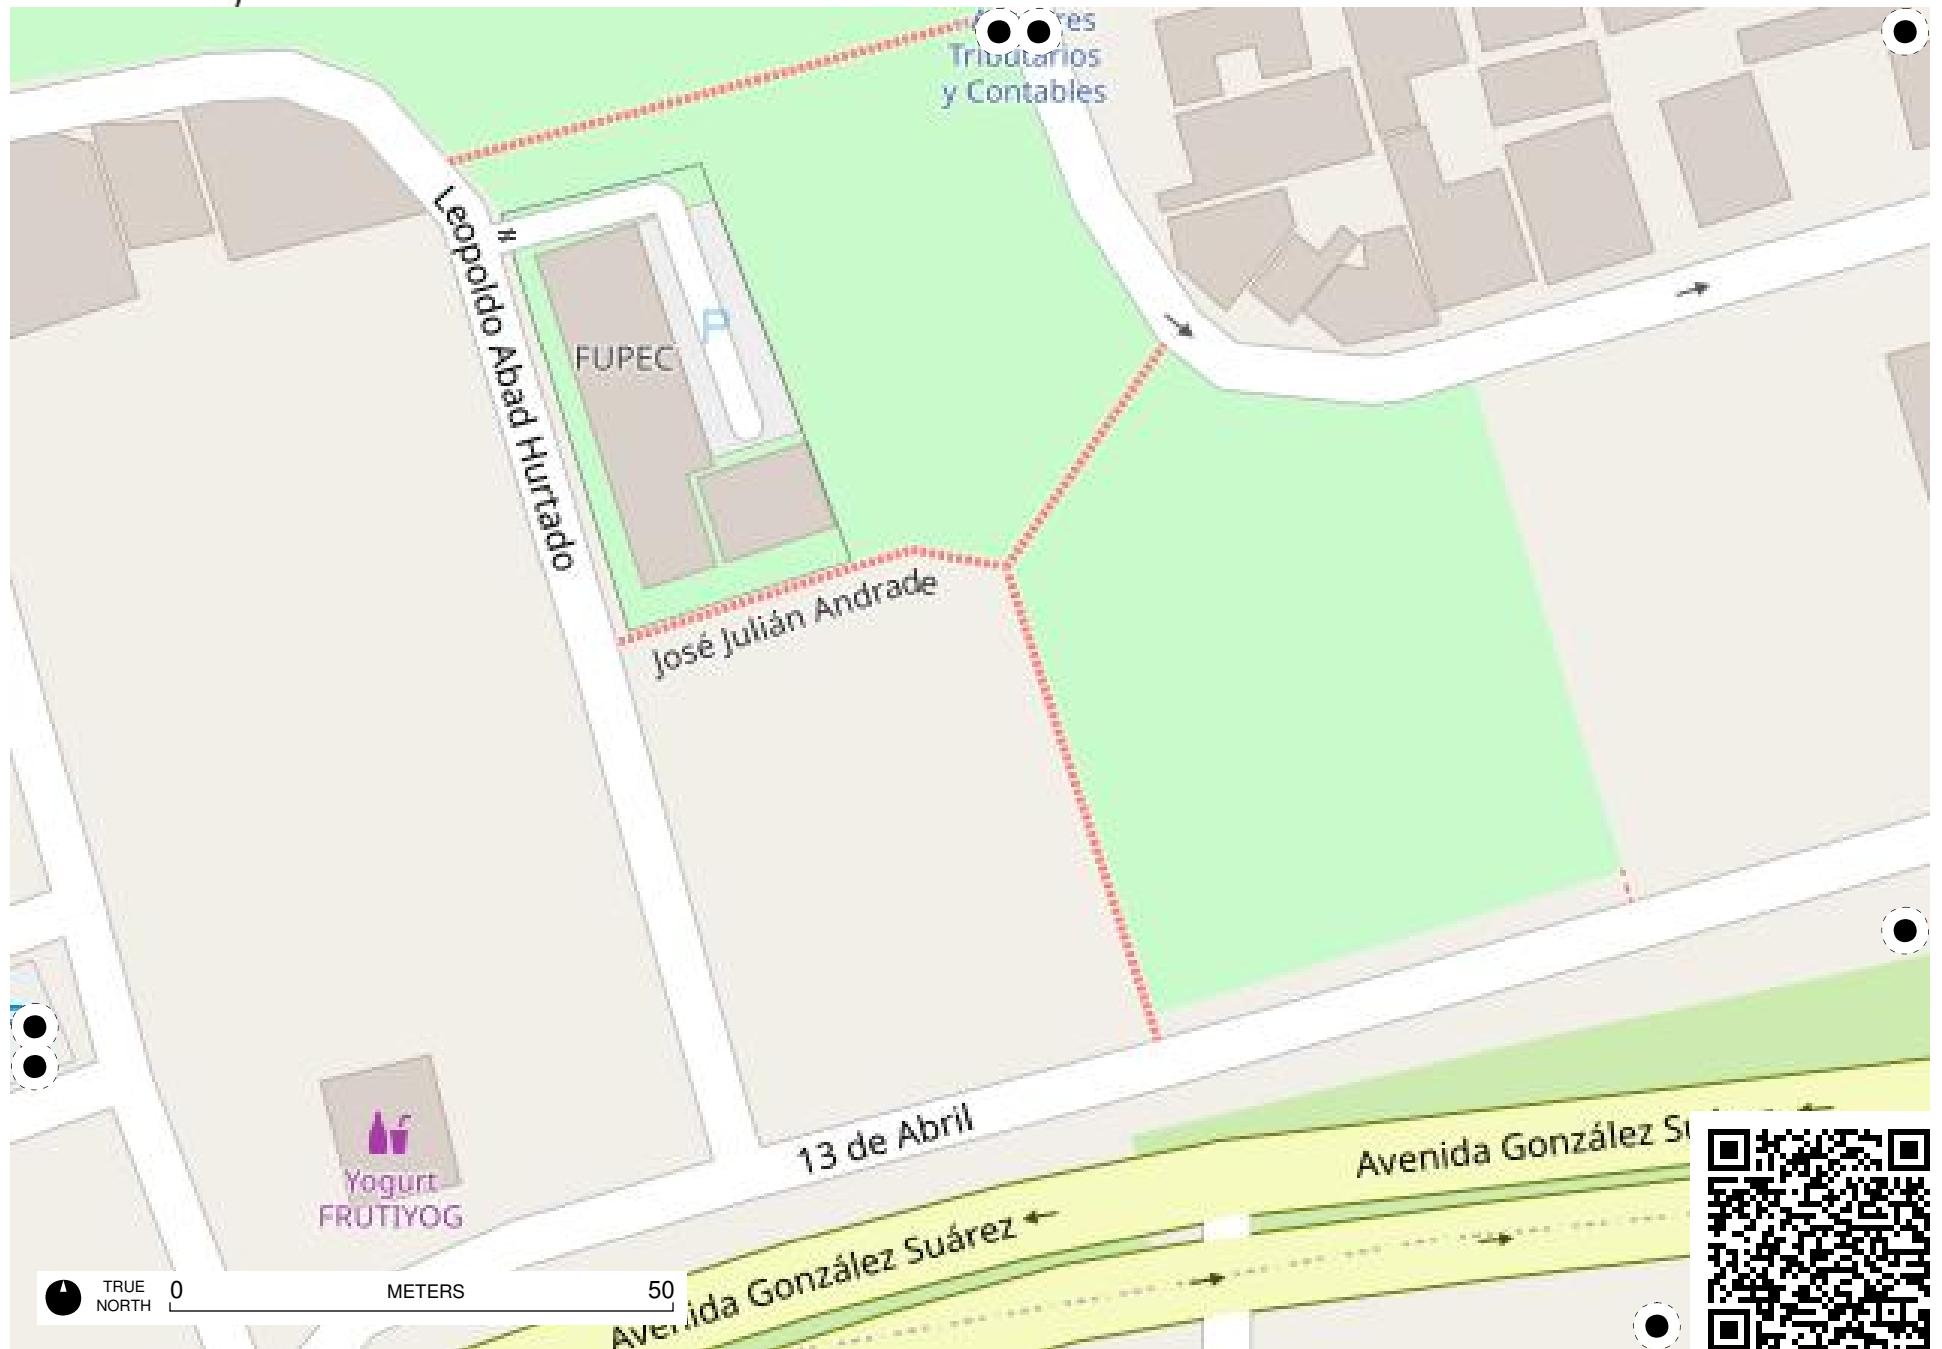 Tributarios
y Contables
Leopoldo Abad Hurtado
P
FUPEC
José Julián Andrade
13 de Abril
Avenida González
Yogurt
FRUTIYOG
Avenida González Suárez
TRUE
NORTH
0
METERS
50